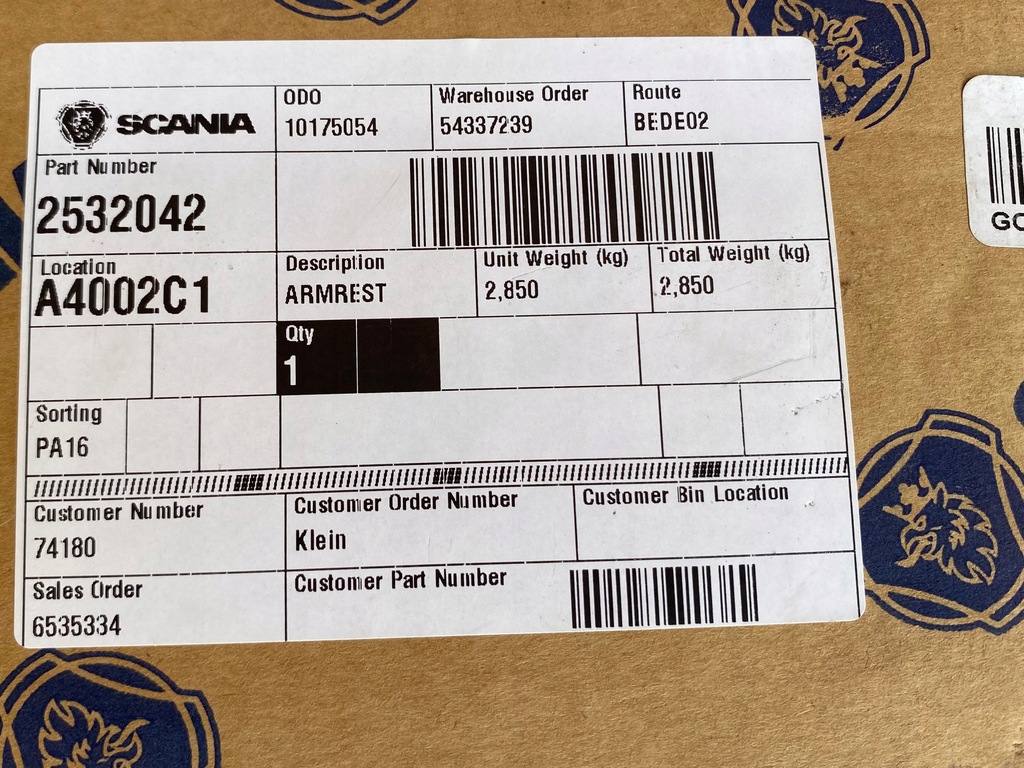 SCANIA
ODO
10175054
Warehouse Order
54337239
Route
BEDE02
Part Number
2532042
Location
A4002C1
Description
ARMREST
Unit Weight (kg)
2,850
Total Weight (kg)
2,850
Qty
1
Sorting
PA16
Customer Number
74180
Customer Order Number
Klein
Customer Bin Location
Sales Order
6535334
Customer Part Number